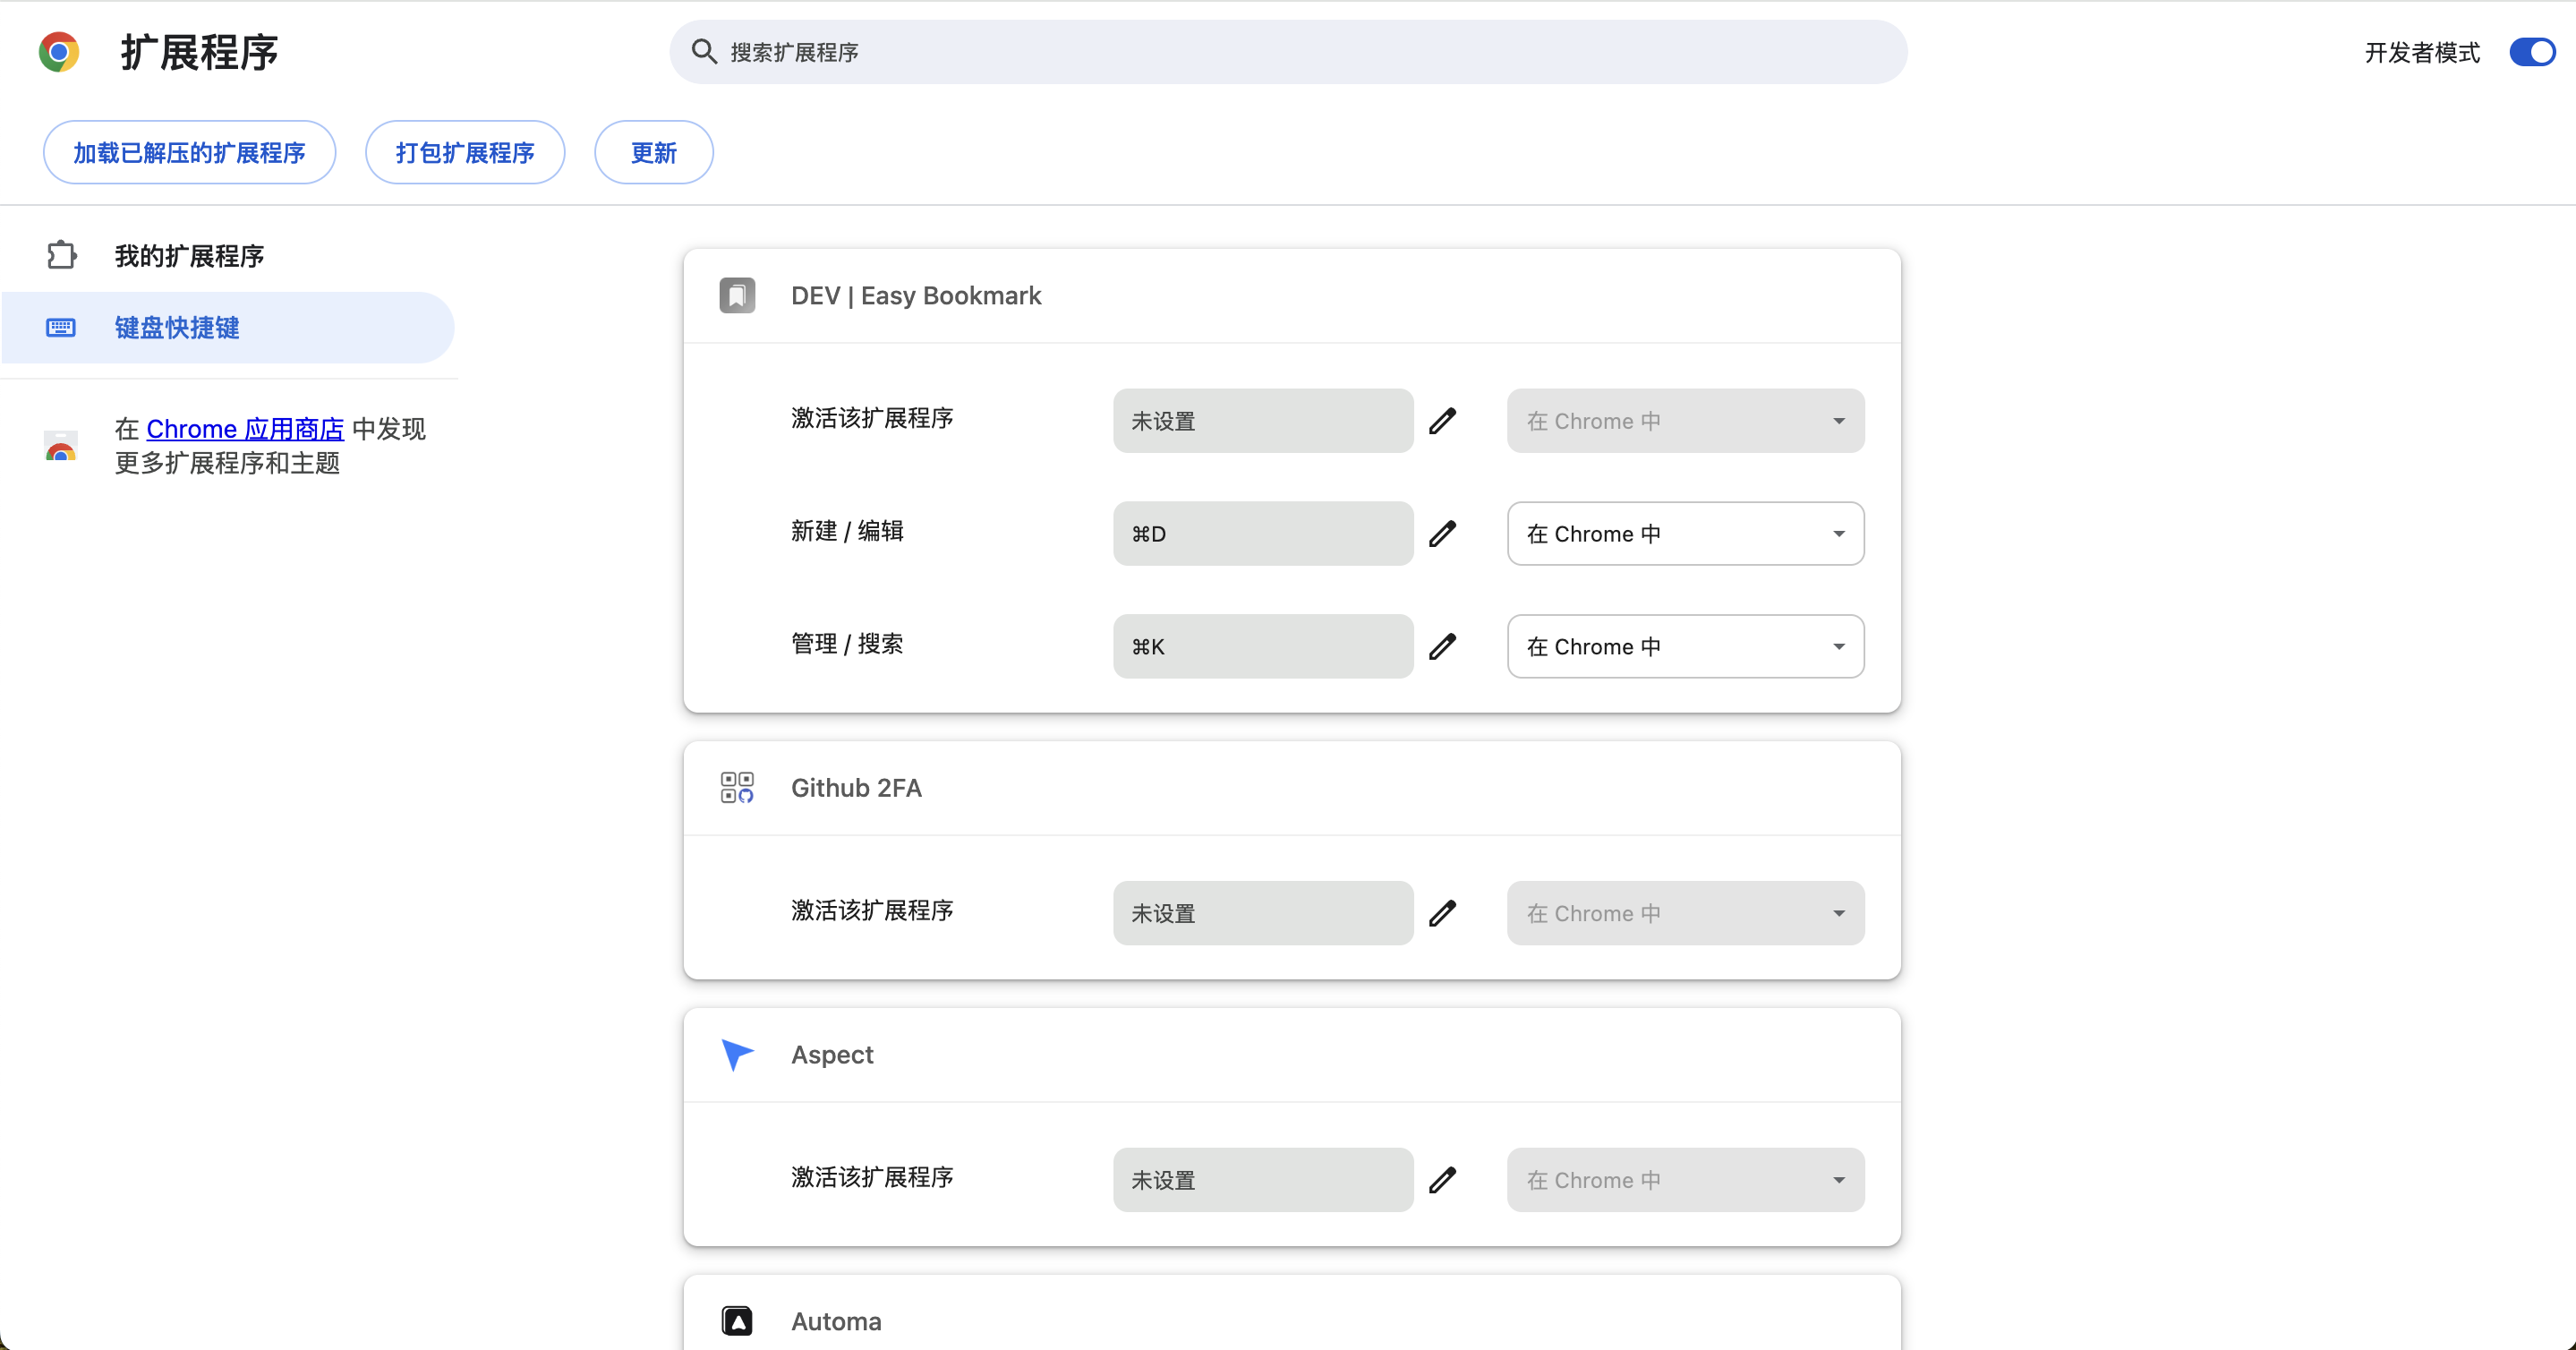 扩展程序
搜索扩展程序
开发者模式
加载已解压的扩展程序
打包扩展程序
更新
我的扩展程序
键盘快捷键
在 Chrome 应用商店 中发现
更多扩展程序和主题
DEV | Easy Bookmark
激活该扩展程序
未设置
在 Chrome 中
新建 / 编辑
⌘D
在 Chrome 中
管理 / 搜索
⌘K
在 Chrome 中
Github 2FA
激活该扩展程序
未设置
在 Chrome 中
Aspect
激活该扩展程序
未设置
在 Chrome 中
Automa